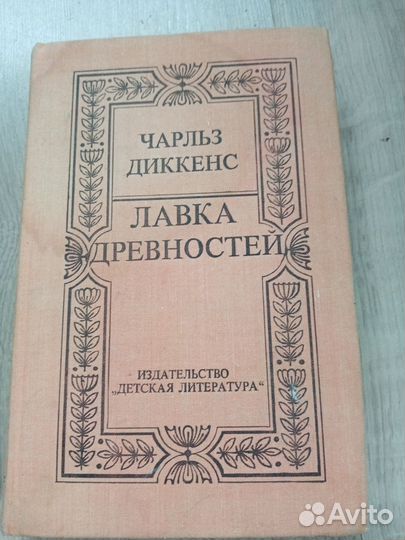 ЧАРЛЬЗ
ДИККЕНС
ЛАВКА
ДРЕВНОСТЕЙ
ИЗДАТЕЛЬСТВО
„ДЕТСКАЯ ЛИТЕРАТУРА“
Avito